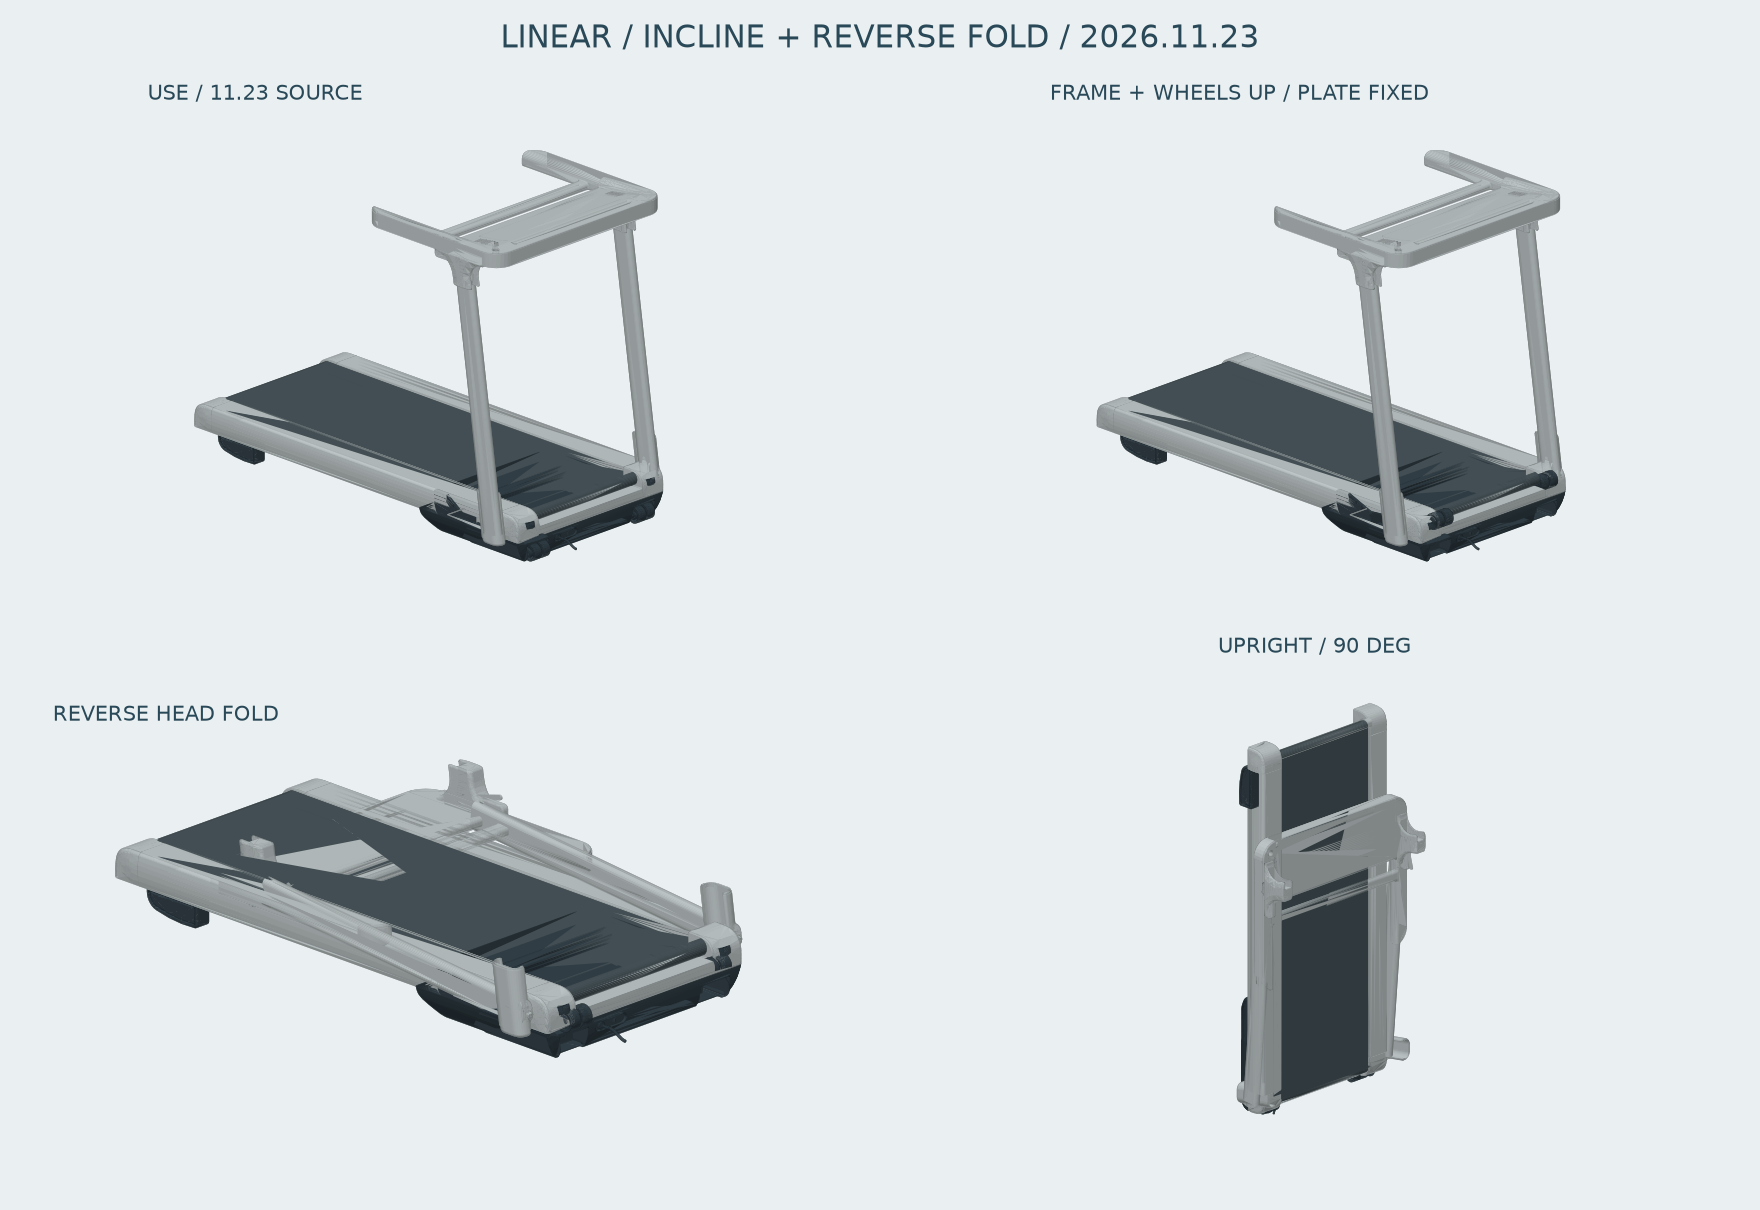 LINEAR / INCLINE + REVERSE FOLD / 2026.11.23
USE / 11.23 SOURCE
FRAME + WHEELS UP / PLATE FIXED
REVERSE HEAD FOLD
UPRIGHT / 90 DEG